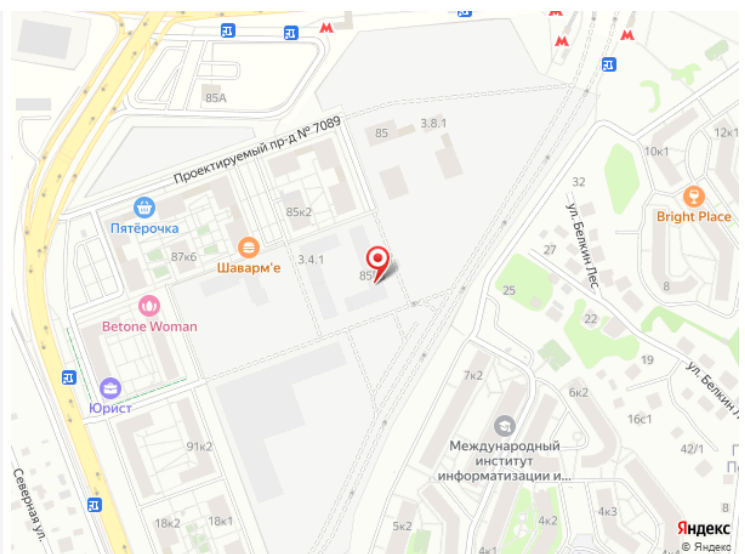 85А
Проектируемый пр-д № 7089
85
3.8.1
12к1
10к1
32
ул. Белкин Лес
Bright Place
Пятёрочка
85к2
87к6
Шаварм'е
3.4.1
27
25
8
22
Betone Woman
19
ул. Белкин Л
7к2
6к2
Юрист
16с1
Международный
институт
информатизации и...
91к2
42/1
Северная ул.
18к2
18к1
5к2
4к2
4к3
4к1
8
Яндекс
© Яндекс